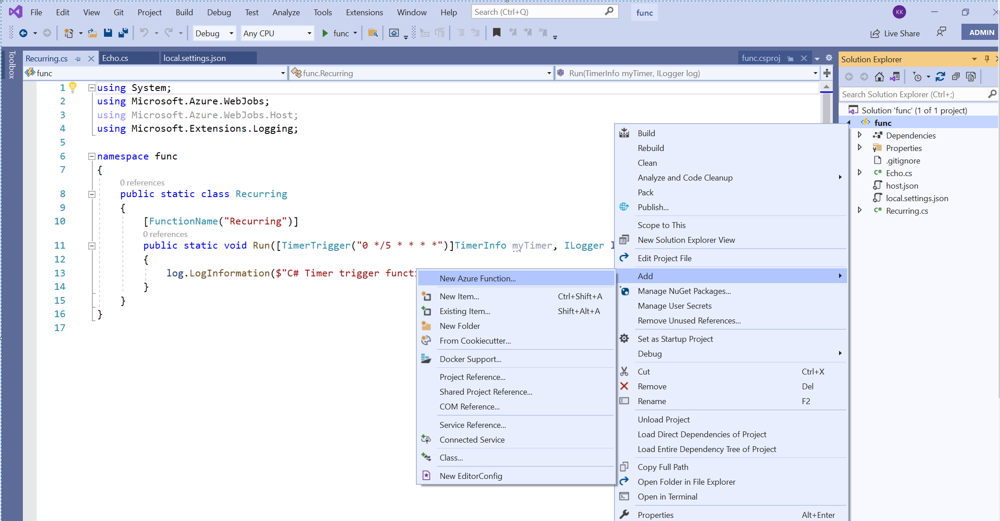 File Edit View Git Project Build Debug Test Analyze Tools Extensions Window Help Search (Ctrl+Q) func KK
Debug Any CPU func Live Share ADMIN
Toolbox
Recurring.cs Echo.cs local.settings.json func.csproj
func func.Recurring Run(TimerInfo myTimer, ILogger log)
1 using System;
2 using Microsoft.Azure.WebJobs;
3 using Microsoft.Azure.WebJobs.Host;
4 using Microsoft.Extensions.Logging;
5
6 namespace func
7 {
0 references
8 public static class Recurring
9 {
10 [FunctionName("Recurring")]
0 references
11 public static void Run([TimerTrigger("0 */5 * * * *")]TimerInfo myTimer, ILogger
12 {
13 log.LogInformation($"C# Timer trigger
14 }
15 }
16 }
17
New Azure Function...
New Item... Ctrl+Shift+A
Existing Item... Shift+Alt+A
New Folder
From Cookiecutter...
Docker Support...
Project Reference...
Shared Project Reference...
COM Reference...
Service Reference...
Connected Service
Class...
New EditorConfig
Build
Rebuild
Clean
Analyze and Code Cleanup
Pack
Publish...
Scope to This
New Solution Explorer View
Edit Project File
Add
Manage NuGet Packages...
Manage User Secrets
Remove Unused References...
Set as Startup Project
Debug
Cut Ctrl+X
Remove Del
Rename F2
Unload Project
Load Direct Dependencies of Project
Load Entire Dependency Tree of Project
Copy Full Path
Open Folder in File Explorer
Open in Terminal
Properties Alt+Enter
Solution Explorer
Search Solution Explorer (Ctrl+;)
Solution 'func' (1 of 1 project)
func
Dependencies
Properties
.gitignore
C# Echo.cs
host.json
local.settings.json
C# Recurring.cs